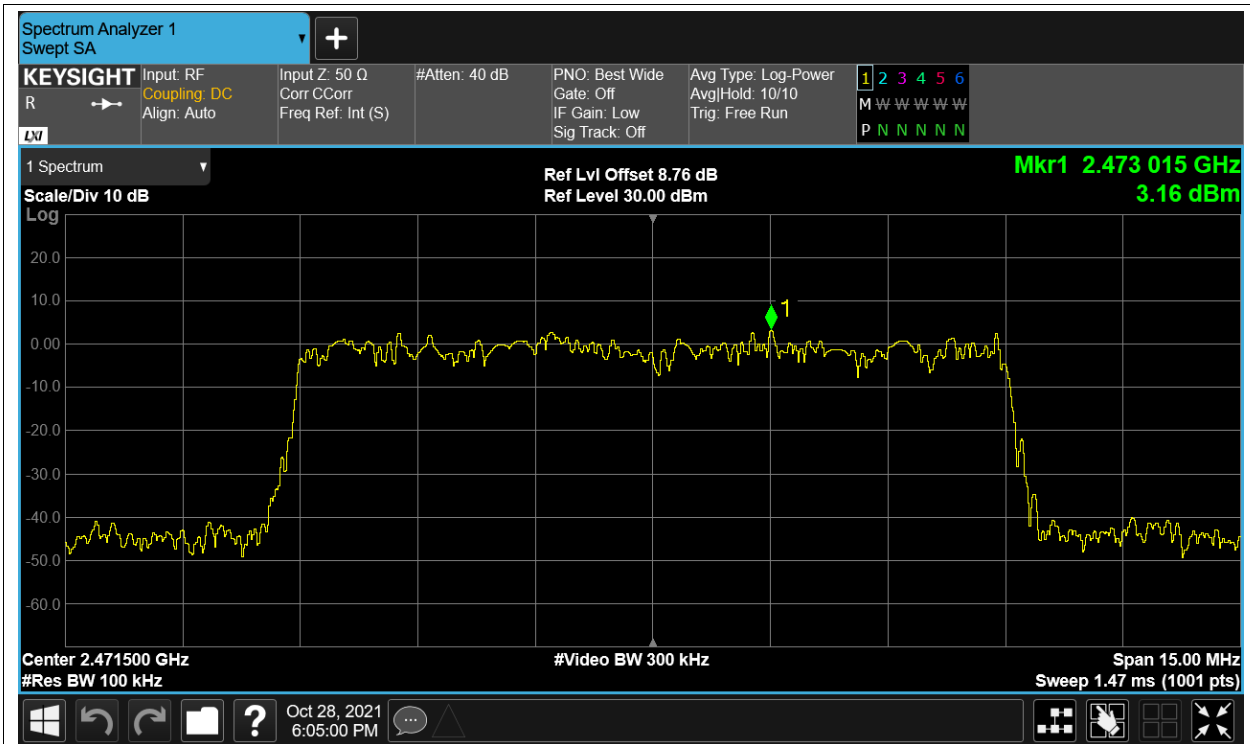 Spectrum Analyzer 1
Swept SA
KEYSIGHT
R
LXI
Input: RF
Coupling: DC
Align: Auto
Input Z: 50 Ω
Corr CCorr
Freq Ref: Int (S)
#Atten: 40 dB
PNO: Best Wide
Gate: Off
IF Gain: Low
Sig Track: Off
Avg Type: Log-Power
Avg|Hold: 10/10
Trig: Free Run
1 2 3 4 5 6
M W W W W W W
P N N N N N
1 Spectrum
Scale/Div 10 dB
Log
Ref Lvl Offset 8.76 dB
Ref Level 30.00 dBm
Mkr1 2.473 015 GHz
3.16 dBm
20.0
10.0
1
0.00
-10.0
-20.0
-30.0
-40.0
-50.0
-60.0
Center 2.471500 GHz
#Res BW 100 kHz
#Video BW 300 kHz
Span 15.00 MHz
Sweep 1.47 ms (1001 pts)
?
Oct 28, 2021
6:05:00 PM